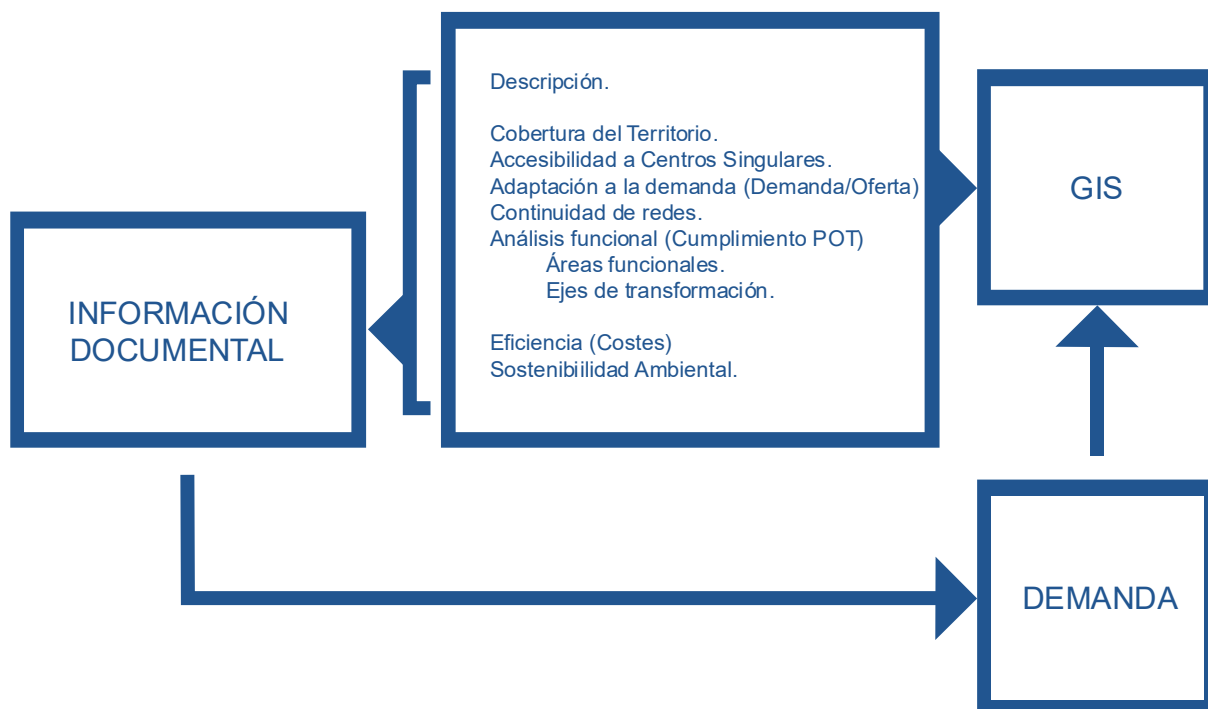 Descripción.
Cobertura del Territorio.
Accesibilidad a Centros Singulares.
Adaptación a la demanda (Demanda/Oferta)
Continuidad de redes.
Análisis funcional (Cumplimiento POT)
Áreas funcionales.
Ejes de transformación.
Eficiencia (Costes)
Sostenibiilidad Ambiental.
GIS
INFORMACIÓN
DOCUMENTAL
DEMANDA